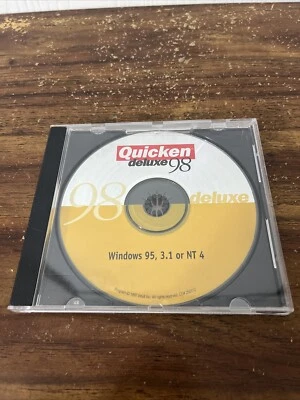 Quicken
deluxe 98
98 deluxe
Windows 95, 3.1 or NT 4